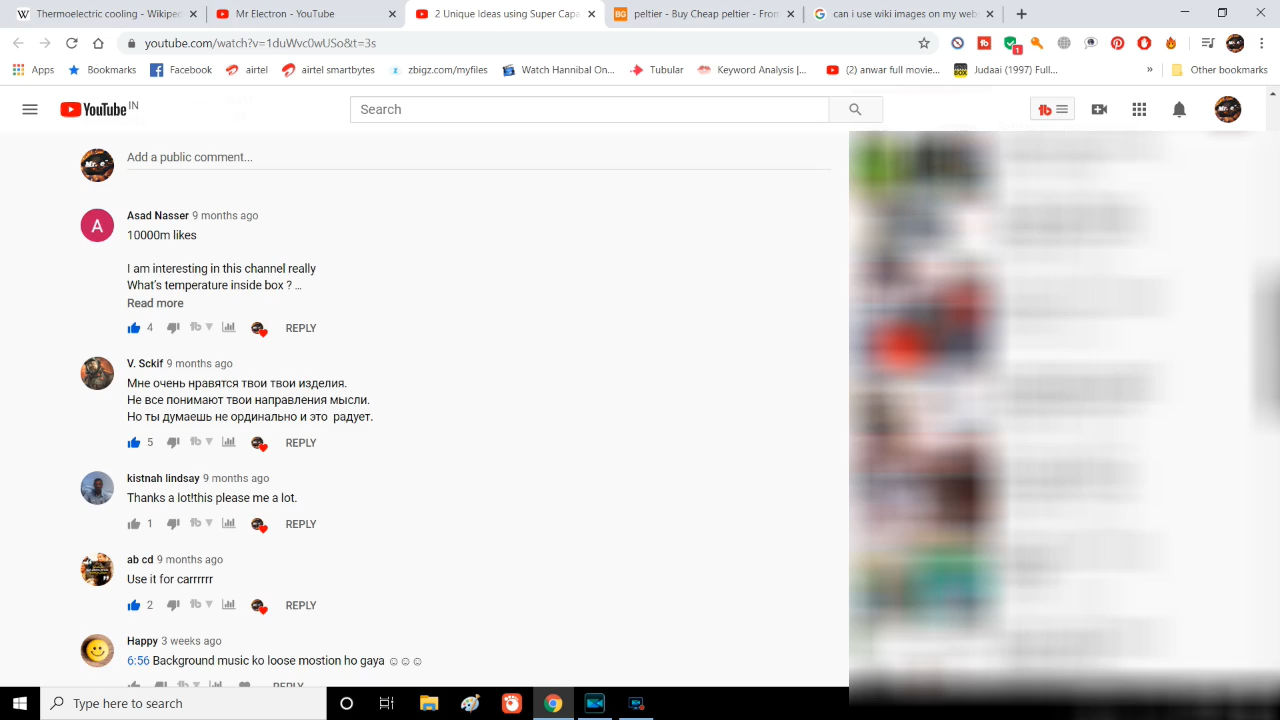 Thermoelectric cooling - Wikiped
Mr Electron - YouTube
2 Unique Ideas using Super Capa
peltier - Buy Cheap peltier - From
can i use wiki images on my web
youtube.com/watch?v=1duWvc0wUSo&t=3s
Apps
Bookmarks
Facebook
airtel
airtel smartbytes
zbigz.com/myfiles
Watch Hannibal On...
Tubular
Keyword Analysis |...
(2) anwar full movie...
Judaai (1997) Full...
Other bookmarks
YouTube IN
Search
Add a public comment...
Asad Nasser 9 months ago
10000m likes
I am interesting in this channel really
What's temperature inside box ? ...
Read more
4 REPLY
V. Sckif 9 months ago
Мне очень нравятся твои твои изделия.
Не все понимают твои направления мысли.
Но ты думаешь не ординально и это радует.
5 REPLY
kistnah lindsay 9 months ago
Thanks a lot!this please me a lot.
1 REPLY
ab cd 9 months ago
Use it for carrrrrr
2 REPLY
Happy 3 weeks ago
6:56 Background music ko loose mostion ho gaya ☺☺☺
REPLY
Type here to search